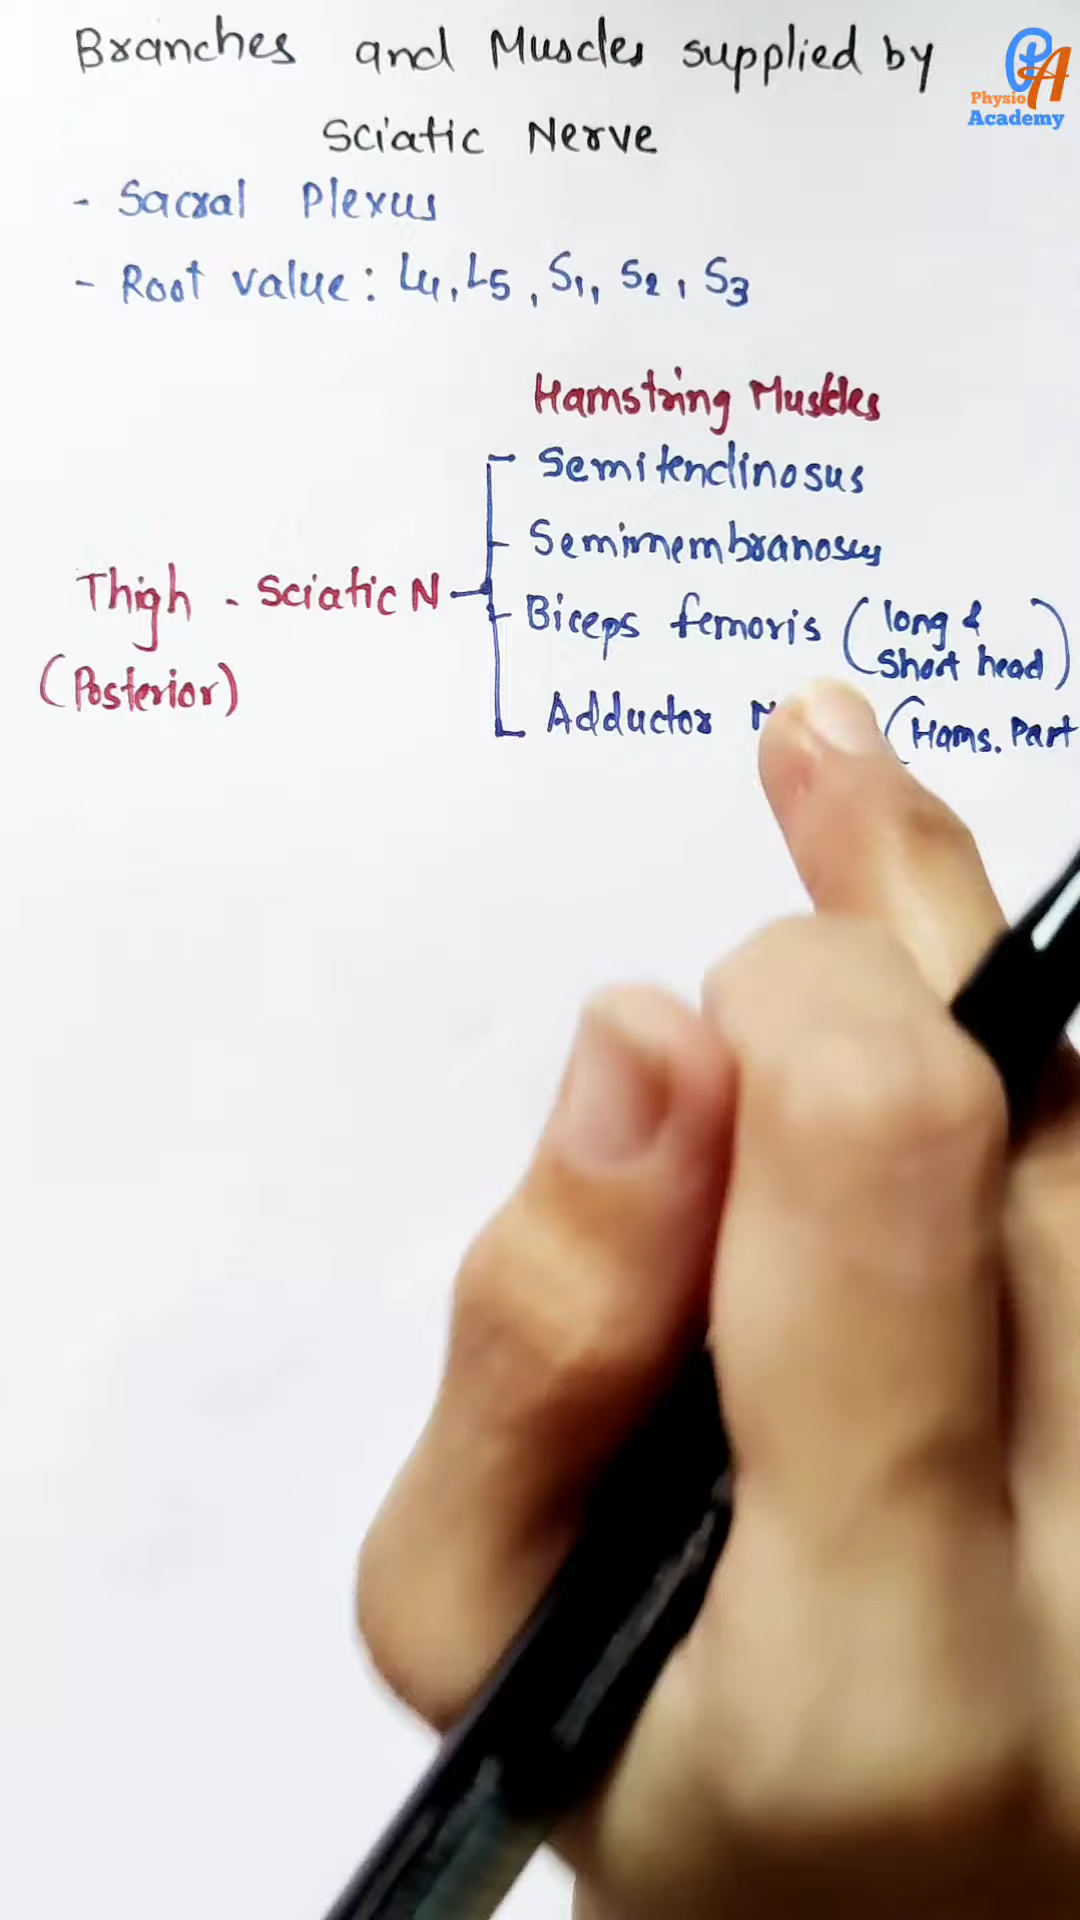 Branches and Muscles supplied by
Sciatic Nerve
Physio
Academy
- Sacral Plexus
- Root value : L4, L5, S1, S2, S3
Hamstring Muscles
Semitendinosus
Semimembranosus
Thigh - Sciatic N
(Posterior)
Biceps femoris (long &
short head)
Adductor (Hams. Part